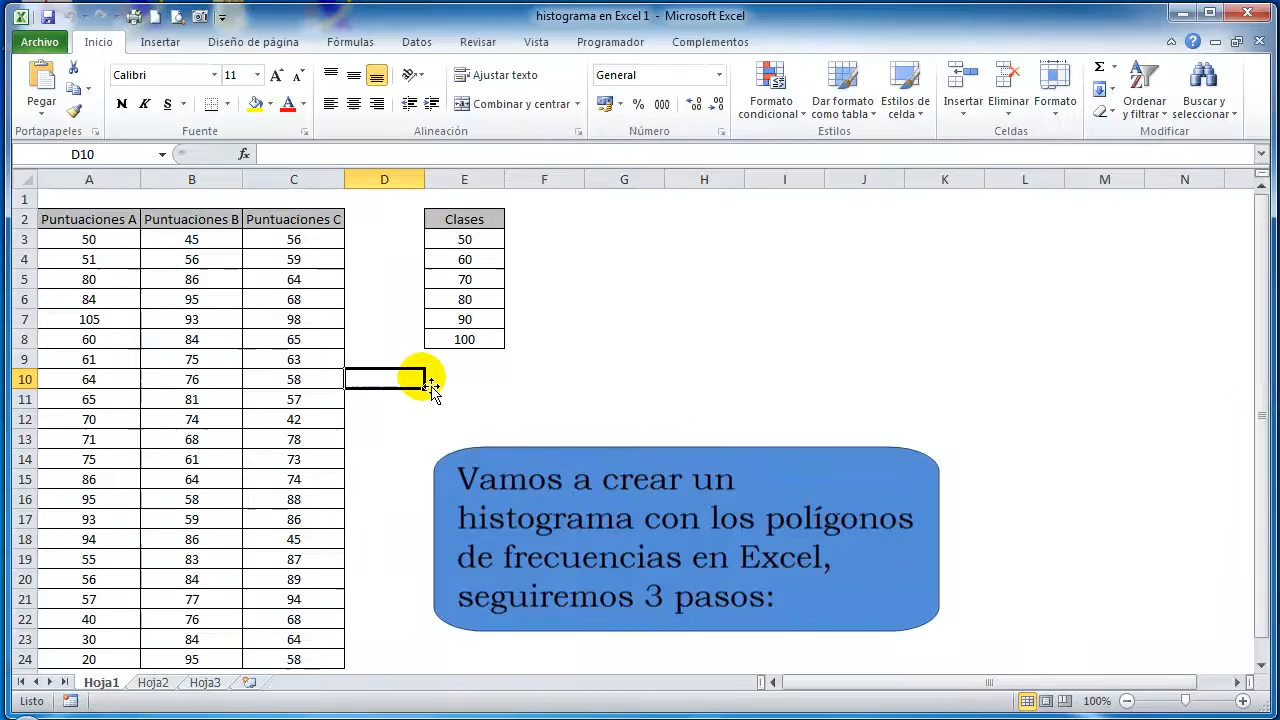 histograma en Excel 1 - Microsoft Excel
Archivo Inicio Insertar Diseño de página Fórmulas Datos Revisar Vista Programador Complementos
Pegar
Portapapeles
Calibri 11
N K S A
Fuente
Ajustar texto
Combinar y centrar
Alineación
General
% 000
Número
Formato condicional
Dar formato como tabla
Estilos de celda
Estilos
Insertar Eliminar Formato
Celdas
Ordenar y filtrar
Buscar y seleccionar
Modificar
D10 fx
A B C D E F G H I J K L M N
1
2 Puntuaciones A Puntuaciones B Puntuaciones C Clases
3 50 45 56 50
4 51 56 59 60
5 80 86 64 70
6 84 95 68 80
7 105 93 98 90
8 60 84 65 100
9 61 75 63
10 64 76 58
11 65 81 57
12 70 74 42
13 71 68 78
14 75 61 73
15 86 64 74
16 95 58 88
17 93 59 86
18 94 86 45
19 55 83 87
20 56 84 89
21 57 77 94
22 40 76 68
23 30 84 64
24 20 95 58
Vamos a crear un
histograma con los polígonos
de frecuencias en Excel,
seguiremos 3 pasos:
Hoja1 Hoja2 Hoja3
Listo 100%